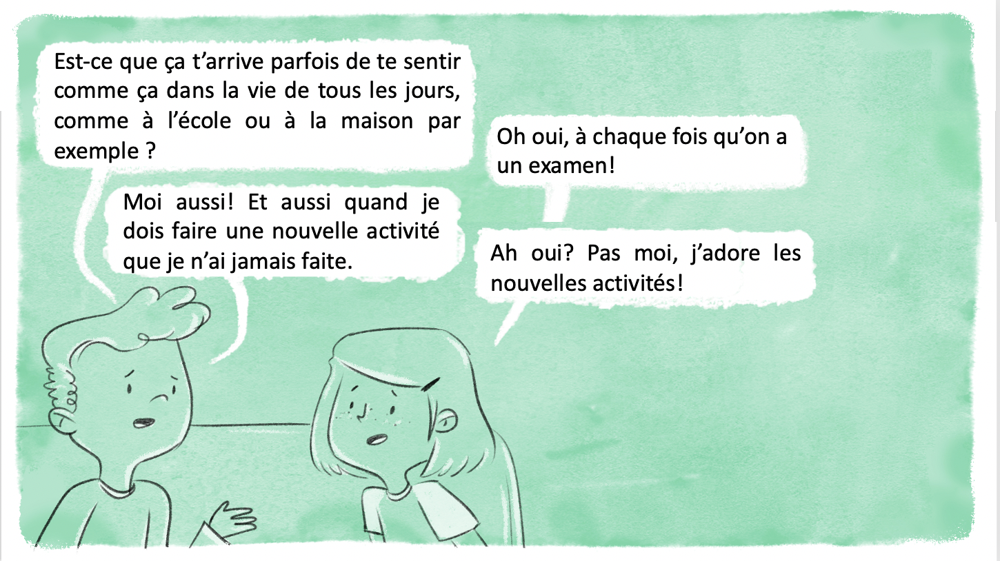 Est-ce que ça t’arrive parfois de te sentir
comme ça dans la vie de tous les jours,
comme à l’école ou à la maison par
exemple ?
Oh oui, à chaque fois qu’on a
un examen!
Moi aussi! Et aussi quand je
dois faire une nouvelle activité
que je n’ai jamais faite.
Ah oui? Pas moi, j’adore les
nouvelles activités!